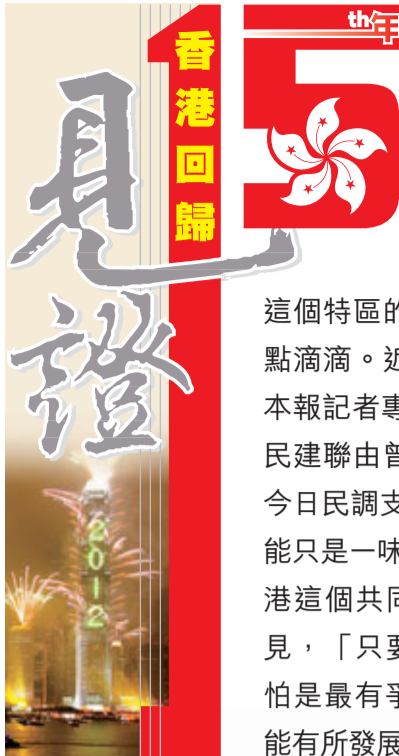 15
th年
香港回歸
見證
2012
這個特區的
點滴滴。近
本報記者專
民建聯由曾
今日民調支
能只是一味
港這個共同
見，「只要
怕是最有爭
能有所發展